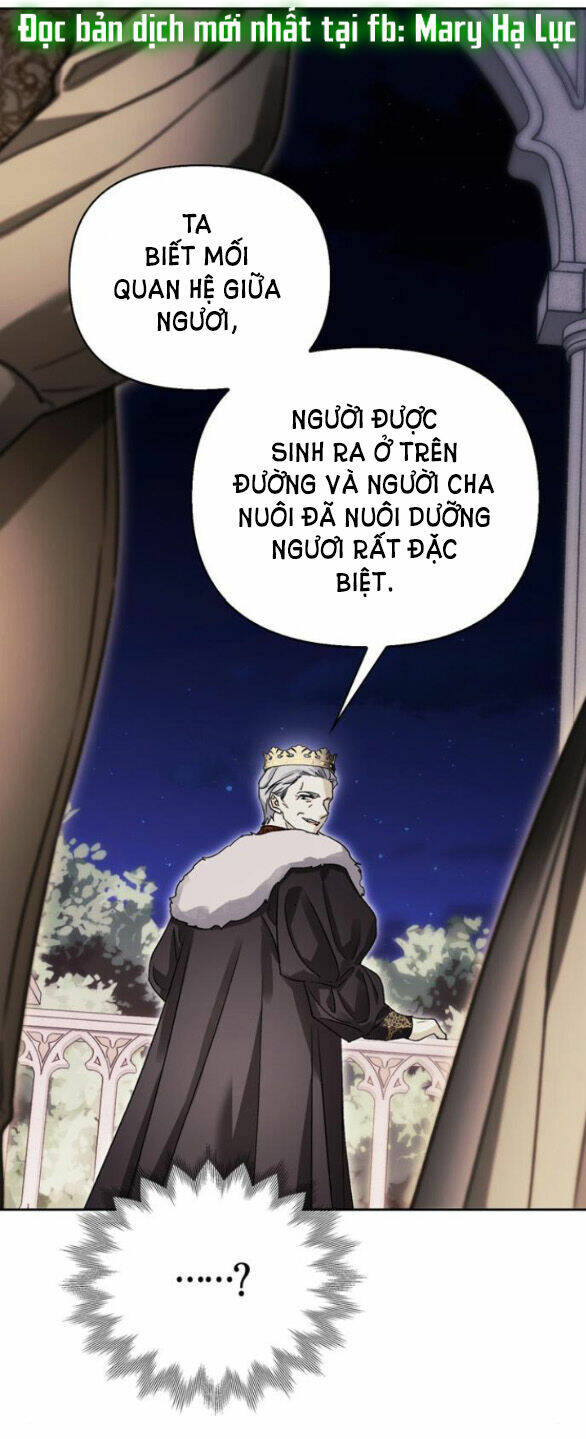 Đọc bản dịch mới nhất tại fb: Mary Hạ Lục
TA
BIẾT MỐI
QUAN HỆ GIỮA
NGƯƠI,
NGƯỜI ĐƯỢC
SINH RA Ở TRÊN
ĐƯỜNG VÀ NGƯỜI CHA
NUÔI ĐÃ NUÔI DƯỠNG
NGƯƠI RẤT ĐẶC
BIỆT.
......?